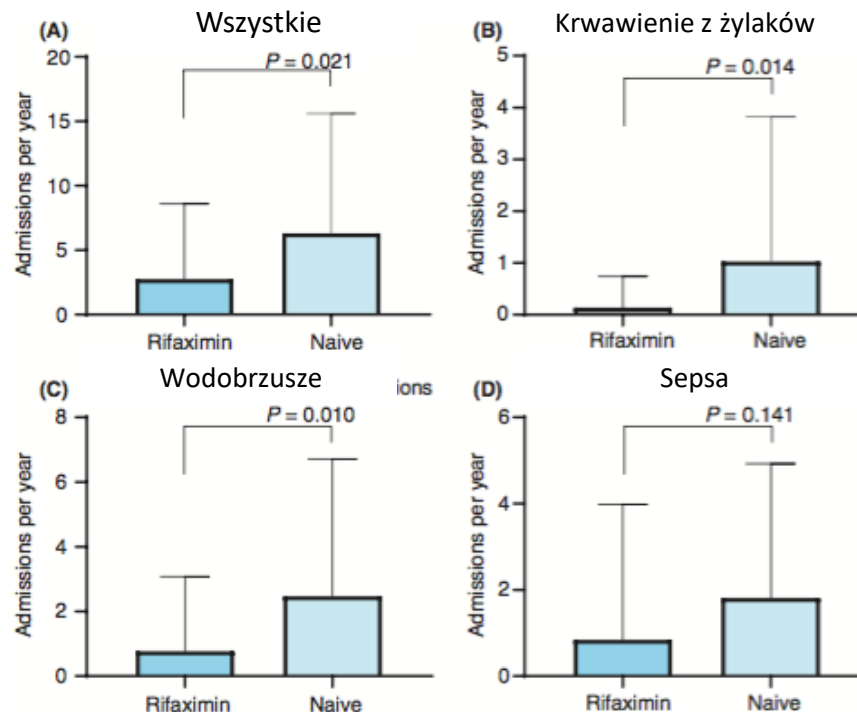 (A) Wszystkie
P = 0.021
Admissions per year
20
15
10
5
0
Rifaximin Naive
(B) Krwawienie z żylaków
P = 0.014
Admissions per year
5
4
3
2
1
0
Rifaximin Naive
(C) Wodobrzusze ions
P = 0.010
Admissions per year
8
6
4
2
0
Rifaximin Naive
(D) Sepsa
P = 0.141
Admissions per year
6
4
2
0
Rifaximin Naive